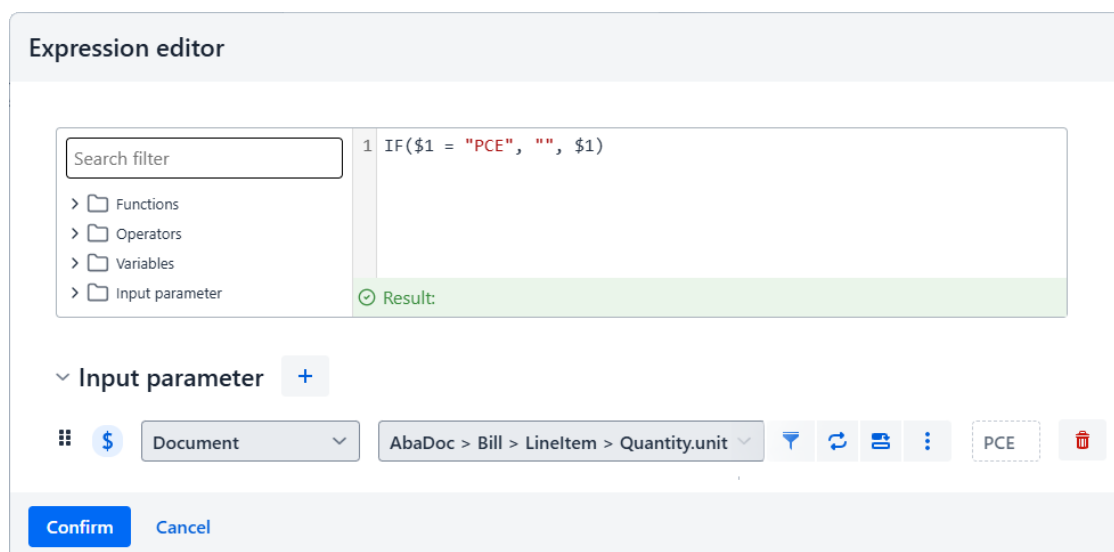 Expression editor
Search filter
Functions
Operators
Variables
Input parameter
1 IF($1 = "PCE", "", $1)
Result:
Input parameter +
$ Document AbaDoc > Bill > LineItem > Quantity.unit PCE
Confirm Cancel